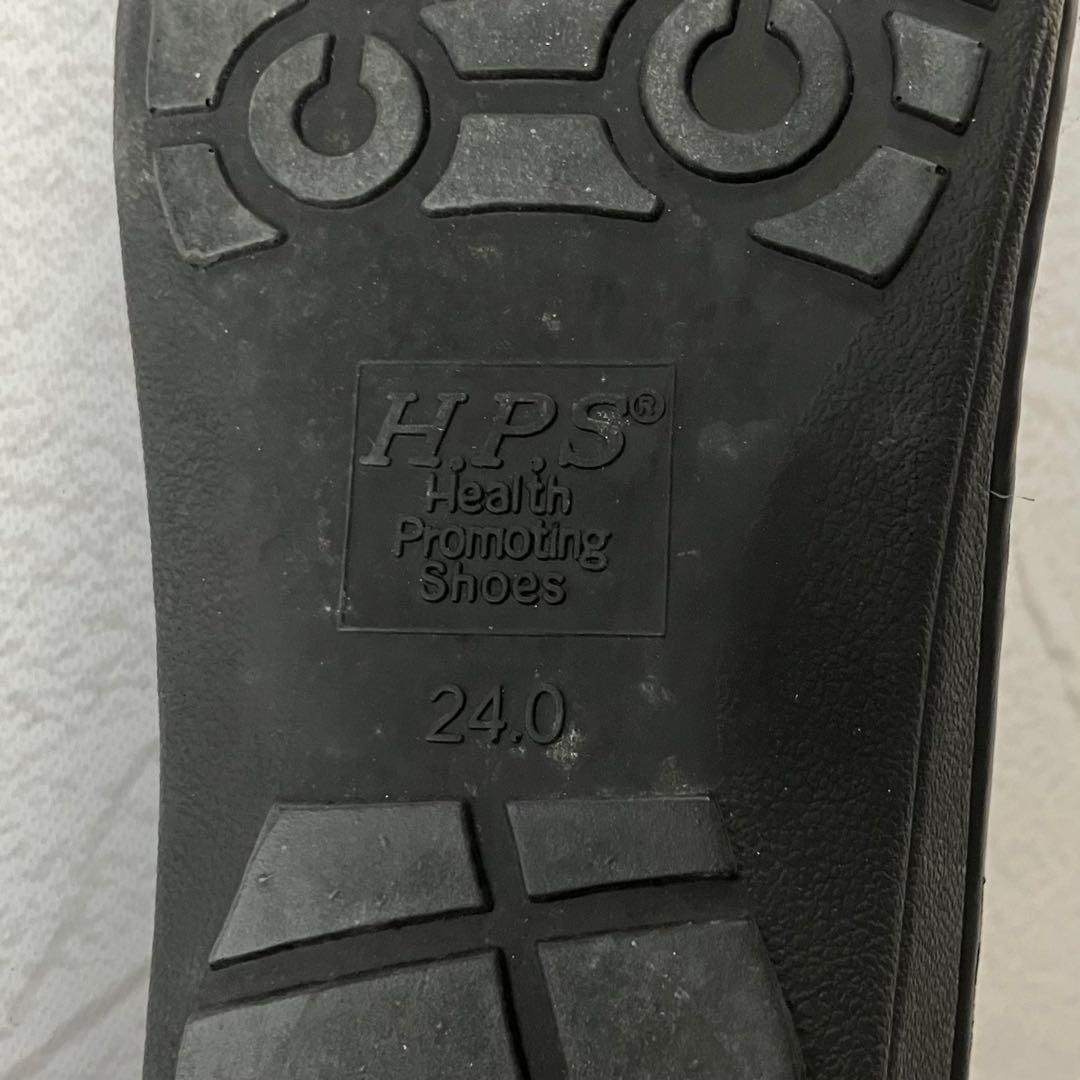 H.P.S®
Health
Promoting
Shoes
24.0